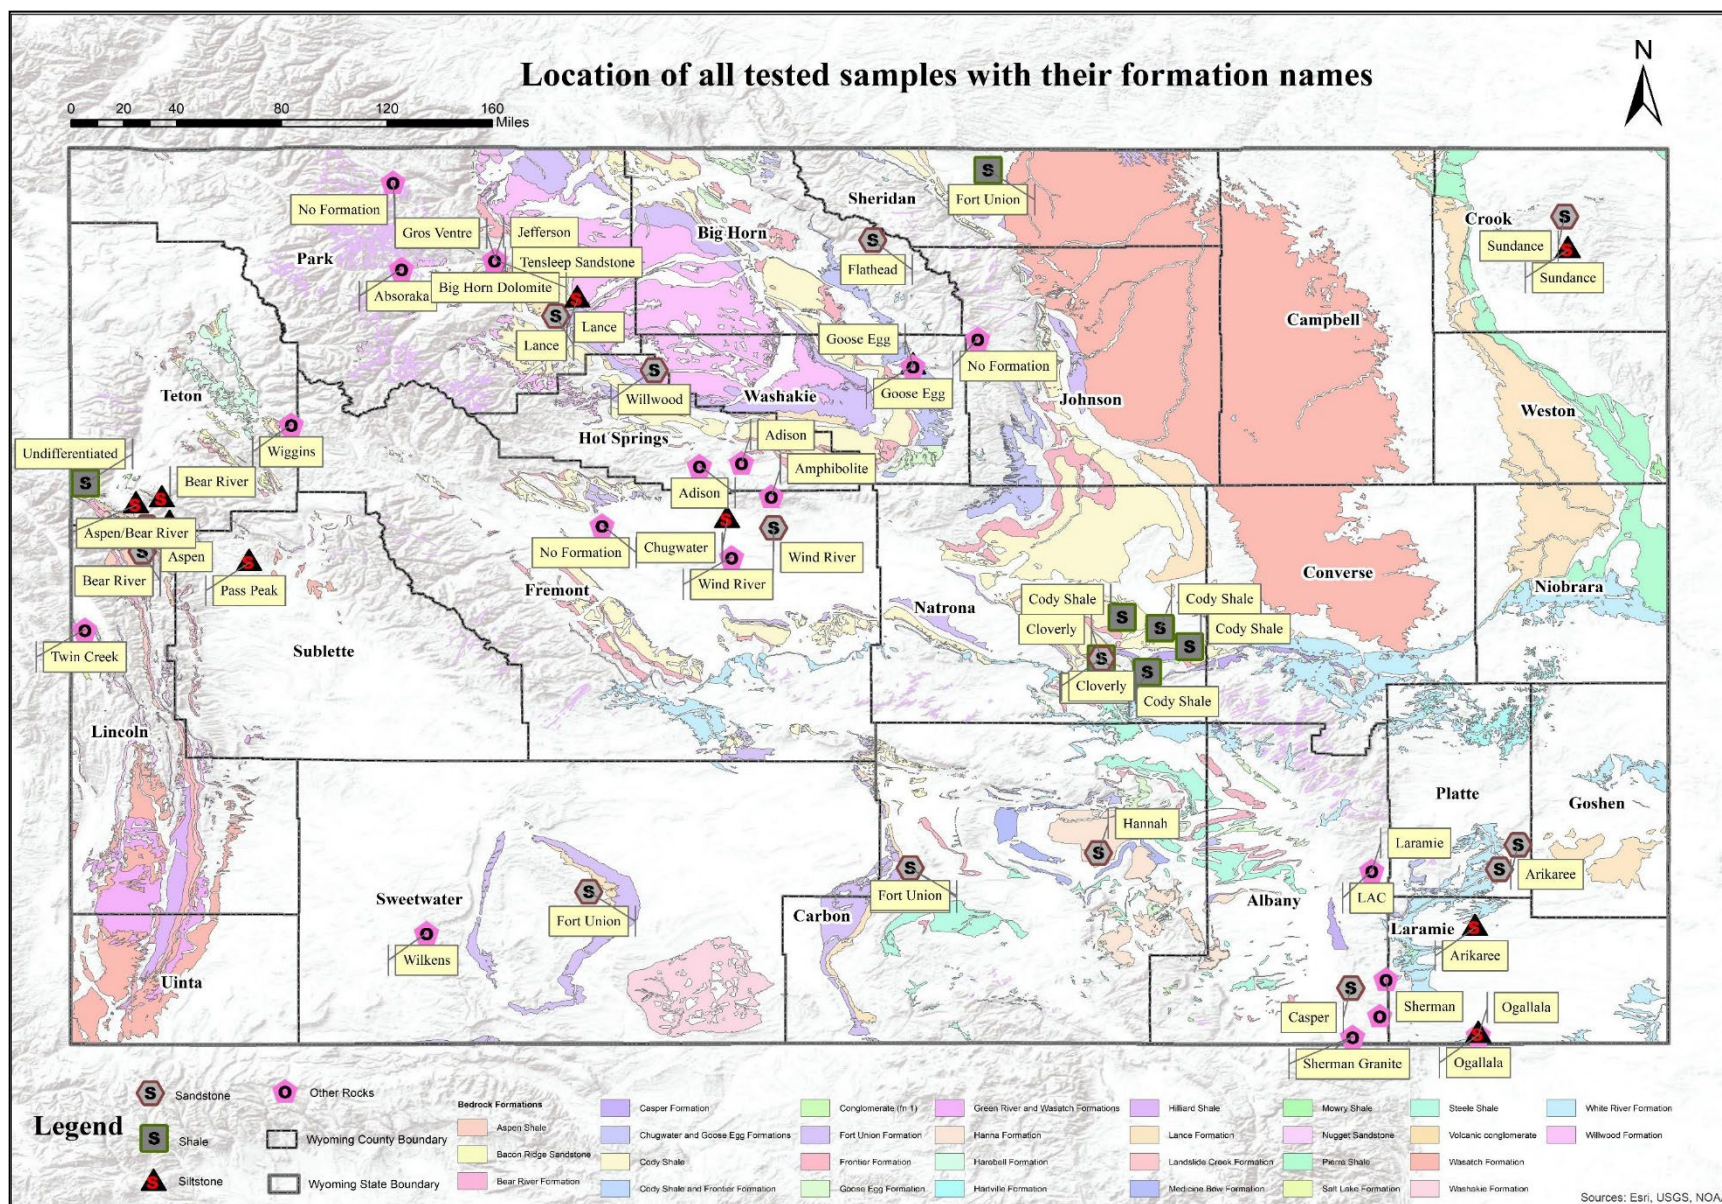 Location of all tested samples with their formation names
N
0 20 40 80 120 160
Miles
Sheridan
Fort Union
No Formation
Gros Ventre
Jefferson
Big Horn
Crook
Sundance
Sundance
Park
Tensleep Sandstone
Flathead
Absoraka
Big Horn Dolomite
Lance
Lance
Campbell
Goose Egg
No Formation
Teton
Willwood
Washakie
Goose Egg
Johnson
Weston
Hot Springs
Adison
Undifferentiated
Wiggins
Bear River
Amphibolite
Adison
Aspen/Bear River
Aspen
No Formation
Chugwater
Wind River
Bear River
Pass Peak
Wind River
Fremont
Converse
Niobrara
Natrona
Cody Shale
Cody Shale
Cloverly
Cody Shale
Twin Creek
Sublette
Cloverly
Cody Shale
Lincoln
Platte
Goshen
Hannah
Laramie
Arikaree
Sweetwater
Fort Union
Fort Union
Carbon
LAC
Albany
Laramie
Wilkens
Arikaree
Uinta
Casper
Sherman
Ogallala
Sherman Granite
Ogallala
Legend
Sandstone
Shale
Siltstone
Other Rocks
Wyoming County Boundary
Wyoming State Boundary
Bedrock Formations
Aspen Shale
Bacon Ridge Sandstone
Bear River Formation
Casper Formation
Chugwater and Goose Egg Formations
Cody Shale
Cody Shale and Frontier Formation
Conglomerate (fn 1)
Fort Union Formation
Frontier Formation
Goose Egg Formation
Green River and Wasatch Formations
Hanna Formation
Harebell Formation
Hartville Formation
Hilliard Shale
Lance Formation
Landslide Creek Formation
Medicine Bow Formation
Mowry Shale
Nugget Sandstone
Pierre Shale
Salt Lake Formation
Steele Shale
Volcanic conglomerate
Wasatch Formation
Washakie Formation
White River Formation
Willwood Formation
Sources: Esri, USGS, NOA